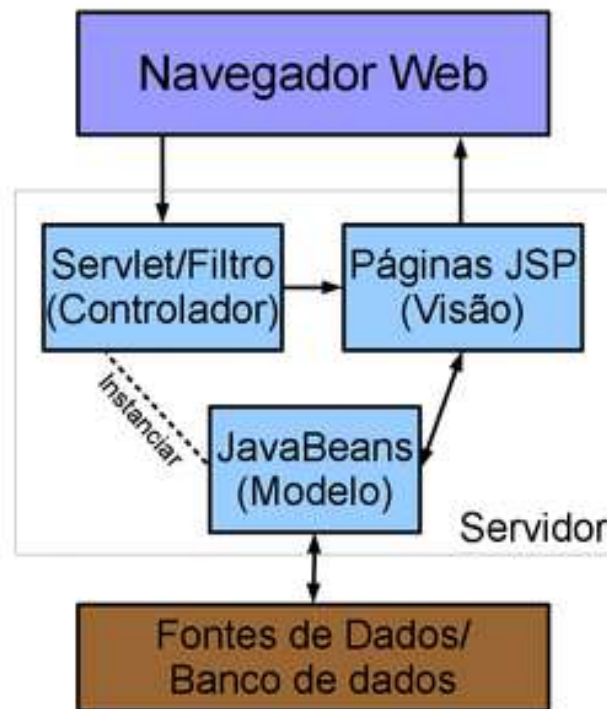 Navegador Web
Servlet/Filtro
(Controlador)
Páginas JSP
(Visão)
Instanciar
JavaBeans
(Modelo)
Servidor
Fontes de Dados/
Banco de dados